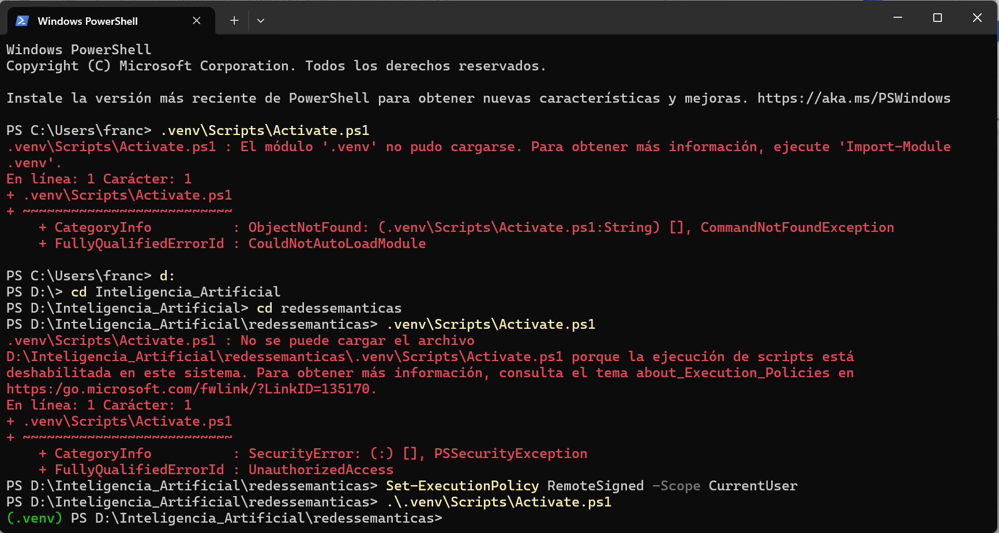 Windows PowerShell
Windows PowerShell
Copyright (C) Microsoft Corporation. Todos los derechos reservados.
Instale la versión más reciente de PowerShell para obtener nuevas características y mejoras. https://aka.ms/PSWindows
PS C:\Users\franc> .venv\Scripts\Activate.ps1
.venv\Scripts\Activate.ps1 : El módulo '.venv' no pudo cargarse. Para obtener más información, ejecute 'Import-Module
.venv'.
En línea: 1 Carácter: 1
+ .venv\Scripts\Activate.ps1
+ ~~~~~~~~~~~~~~~~~~~~~~~~~~
    + CategoryInfo          : ObjectNotFound: (.venv\Scripts\Activate.ps1:String) [], CommandNotFoundException
    + FullyQualifiedErrorId : CouldNotAutoLoadModule
PS C:\Users\franc> d:
PS D:\> cd Inteligencia_Artificial
PS D:\Inteligencia_Artificial> cd redessemanticas
PS D:\Inteligencia_Artificial\redessemanticas> .venv\Scripts\Activate.ps1
.venv\Scripts\Activate.ps1 : No se puede cargar el archivo
D:\Inteligencia_Artificial\redessemanticas\.venv\Scripts\Activate.ps1 porque la ejecución de scripts está
deshabilitada en este sistema. Para obtener más información, consulta el tema about_Execution_Policies en
https:/go.microsoft.com/fwlink/?LinkID=135170.
En línea: 1 Carácter: 1
+ .venv\Scripts\Activate.ps1
+ ~~~~~~~~~~~~~~~~~~~~~~~~~~
    + CategoryInfo          : SecurityError: (:) [], PSSecurityException
    + FullyQualifiedErrorId : UnauthorizedAccess
PS D:\Inteligencia_Artificial\redessemanticas> Set-ExecutionPolicy RemoteSigned -Scope CurrentUser
PS D:\Inteligencia_Artificial\redessemanticas> .\.venv\Scripts\Activate.ps1
(.venv) PS D:\Inteligencia_Artificial\redessemanticas>